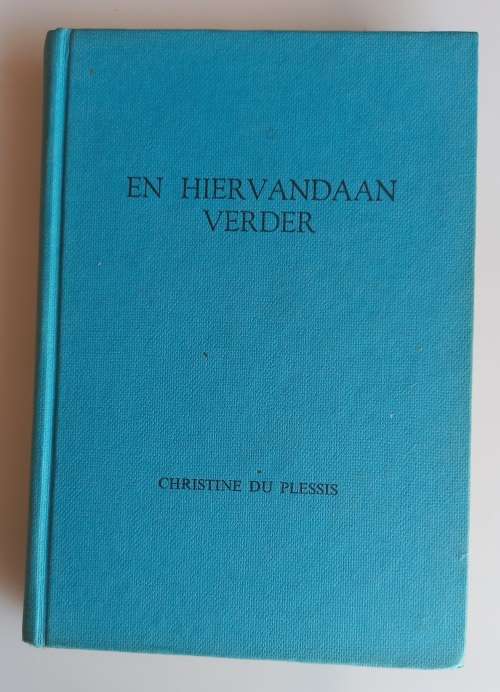 EN HIERVANDAAN
VERDER
CHRISTINE DU PLESSIS